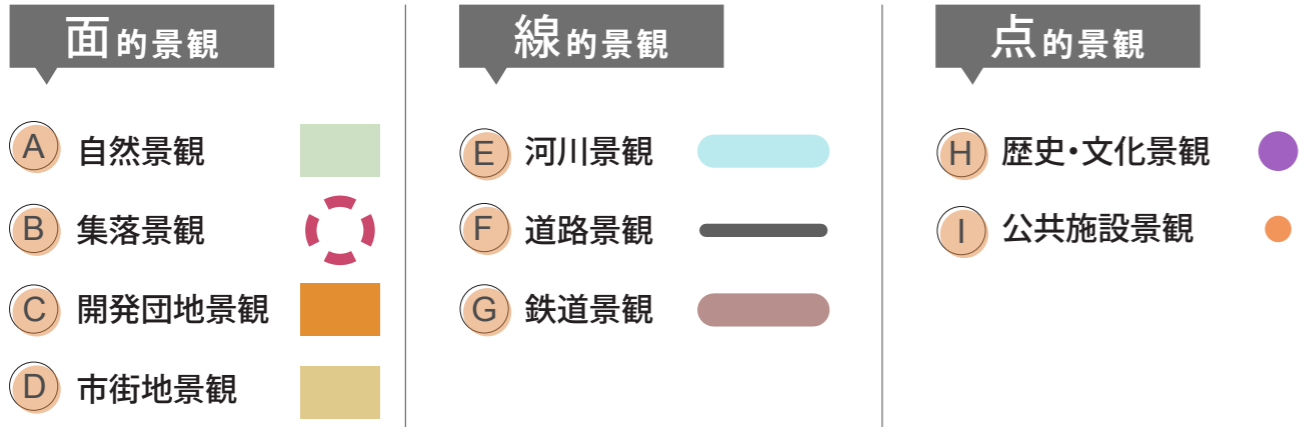 面的景観
A 自然景観
B 集落景観
C 開発団地景観
D 市街地景観
線的景観
E 河川景観
F 道路景観
G 鉄道景観
点的景観
H 歴史・文化景観
I 公共施設景観